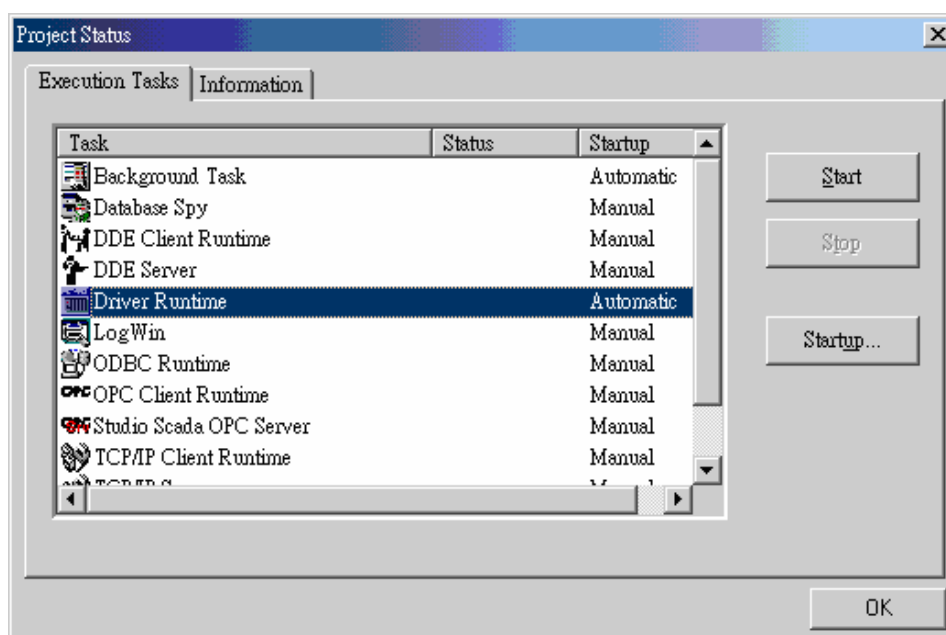 Project Status
Execution Tasks Information
Task Status Startup
Background Task Automatic
Database Spy Manual
DDE Client Runtime Manual
DDE Server Manual
Driver Runtime Automatic
LogWin Manual
ODBC Runtime Manual
OPC Client Runtime Manual
Studio Scada OPC Server Manual
TCP/IP Client Runtime Manual
Start
Stop
Startup...
OK